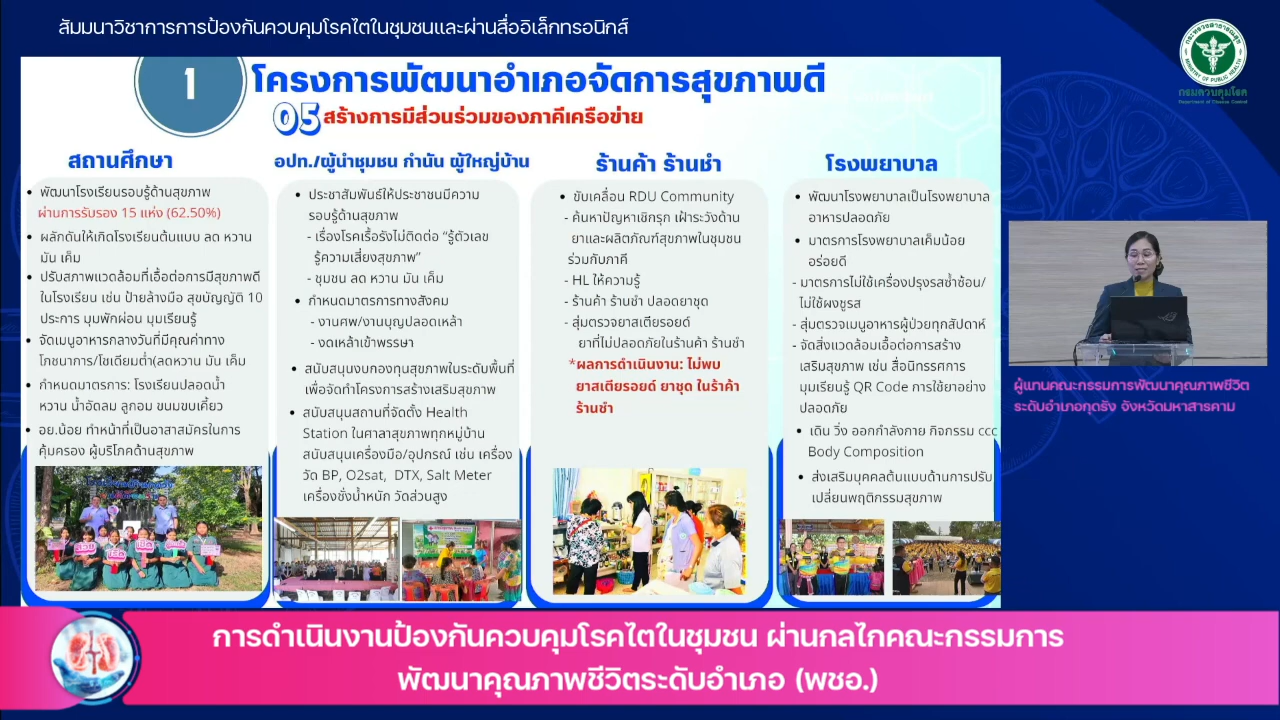 สัมมนาวิชาการการป้องกันควบคุมโรคไตในชุมชนและผ่านสื่ออิเล็กทรอนิกส์
กระทรวงสาธารณสุข
MINISTRY OF PUBLIC HEALTH
กรมควบคุมโรค
Department of Disease Control
1
โครงการพัฒนาอำเภอจัดการสุขภาพดี
05 สร้างการมีส่วนร่วมของภาคีเครือข่าย
สถานศึกษา
• พัฒนาโรงเรียนรอบรู้ด้านสุขภาพ
ผ่านการรับรอง 15 แห่ง (62.50%)
• ผลักดันให้เกิดโรงเรียนต้นแบบ ลด หวาน
มัน เค็ม
• ปรับสภาพแวดล้อมที่เอื้อต่อการมีสุขภาพดี
ในโรงเรียน เช่น ป้ายล้างมือ สุขบัญญัติ 10
ประการ มุมพักผ่อน มุมเรียนรู้
• จัดเมนูอาหารกลางวันที่มีคุณค่าทาง
โภชนาการ/โซเดียมต่ำ(ลดหวาน มัน เค็ม
• กำหนดมาตรการ: โรงเรียนปลอดน้ำ
หวาน น้ำอัดลม ลูกอม ขนมขบเคี้ยว
• อย.น้อย ทำหน้าที่เป็นอาสาสมัครในการ
คุ้มครอง ผู้บริโภคด้านสุขภาพ
อปท./ผู้นำชุมชน กำนัน ผู้ใหญ่บ้าน
• ประชาสัมพันธ์ให้ประชาชนมีความ
รอบรู้ด้านสุขภาพ
- เรื่องโรคเรื้อรังไม่ติดต่อ “รู้ตัวเลข
รู้ความเสี่ยงสุขภาพ”
- ชุมชน ลด หวาน มัน เค็ม
• กำหนดมาตรการทางสังคม
- งานศพ/งานบุญปลอดเหล้า
- งดเหล้าเข้าพรรษา
• สนับสนุนงบกองทุนสุขภาพในระดับพื้นที่
เพื่อจัดทำโครงการสร้างเสริมสุขภาพ
• สนับสนุนสถานที่จัดตั้ง Health
Station ในศาลาสุขภาพทุกหมู่บ้าน
สนับสนุนเครื่องมือ/อุปกรณ์ เช่น เครื่อง
วัด BP, O2sat, DTX, Salt Meter
เครื่องชั่งน้ำหนัก วัดส่วนสูง
ร้านค้า ร้านชำ
• ขับเคลื่อน RDU Community
- ค้นหาปัญหาเชิกรุก เฝ้าระวังด้าน
ยาและผลิตภัณฑ์สุขภาพในชุมชน
ร่วมกับภาคี
- HL ให้ความรู้
- ร้านค้า ร้านชำ ปลอดยาชุด
- สุ่มตรวจยาสเตียรอยด์
ยาที่ไม่ปลอดภัยในร้านค้า ร้านชำ
*ผลการดำเนินงาน: ไม่พบ
ยาสเตียรอยด์ ยาชุด ในร้าค้า
ร้านชำ
โรงพยาบาล
• พัฒนาโรงพยาบาลเป็นโรงพยาบาล
อาหารปลอดภัย
• มาตรการโรงพยาบาลเค็มน้อย
อร่อยดี
- มาตรการไม่ใช้เครื่องปรุงรสซ้ำซ้อน/
ไม่ใช้ผงชูรส
- สุ่มตรวจเมนูอาหารผู้ป่วยทุกสัปดาห์
- จัดสิ่งแวดล้อมเอื้อต่อการสร้าง
เสริมสุขภาพ เช่น สื่อนิทรรศการ
มุมเรียนรู้ QR Code การใช้ยาอย่าง
ปลอดภัย
• เดิน วิ่ง ออกกำลังกาย กิจกรรม ccc
Body Composition
• ส่งเสริมบุคคลต้นแบบด้านการปรับ
เปลี่ยนพฤติกรรมสุขภาพ
ผู้แทนคณะกรรมการพัฒนาคุณภาพชีวิต
ระดับอำเภอกุดรัง จังหวัดมหาสารคาม
การดำเนินงานป้องกันควบคุมโรคไตในชุมชน ผ่านกลไกคณะกรรมการ
พัฒนาคุณภาพชีวิตระดับอำเภอ (พชอ.)